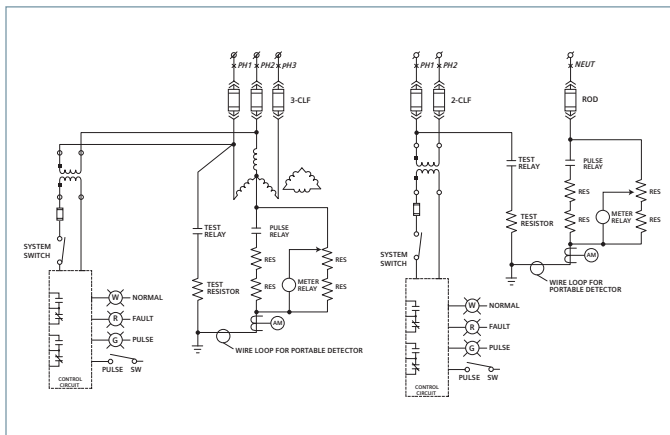 PH1 PH2 PH3
3-CLF
TEST
RELAY
PULSE
RELAY
RES
RES
RES
RES
METER
RELAY
TEST
RESISTOR
SYSTEM
SWITCH
AM
WIRE LOOP FOR PORTABLE DETECTOR
W NORMAL
R FAULT
G PULSE
PULSE SW
CONTROL
CIRCUIT
PH1 PH2
2-CLF
NEUT
ROD
TEST
RELAY
PULSE RELAY
RES
RES
RES
RES
METER
RELAY
TEST
RESISTOR
SYSTEM
SWITCH
AM
WIRE LOOP FOR
PORTABLE DETECTOR
W NORMAL
R FAULT
G PULSE
PULSE SW
CONTROL
CIRCUIT